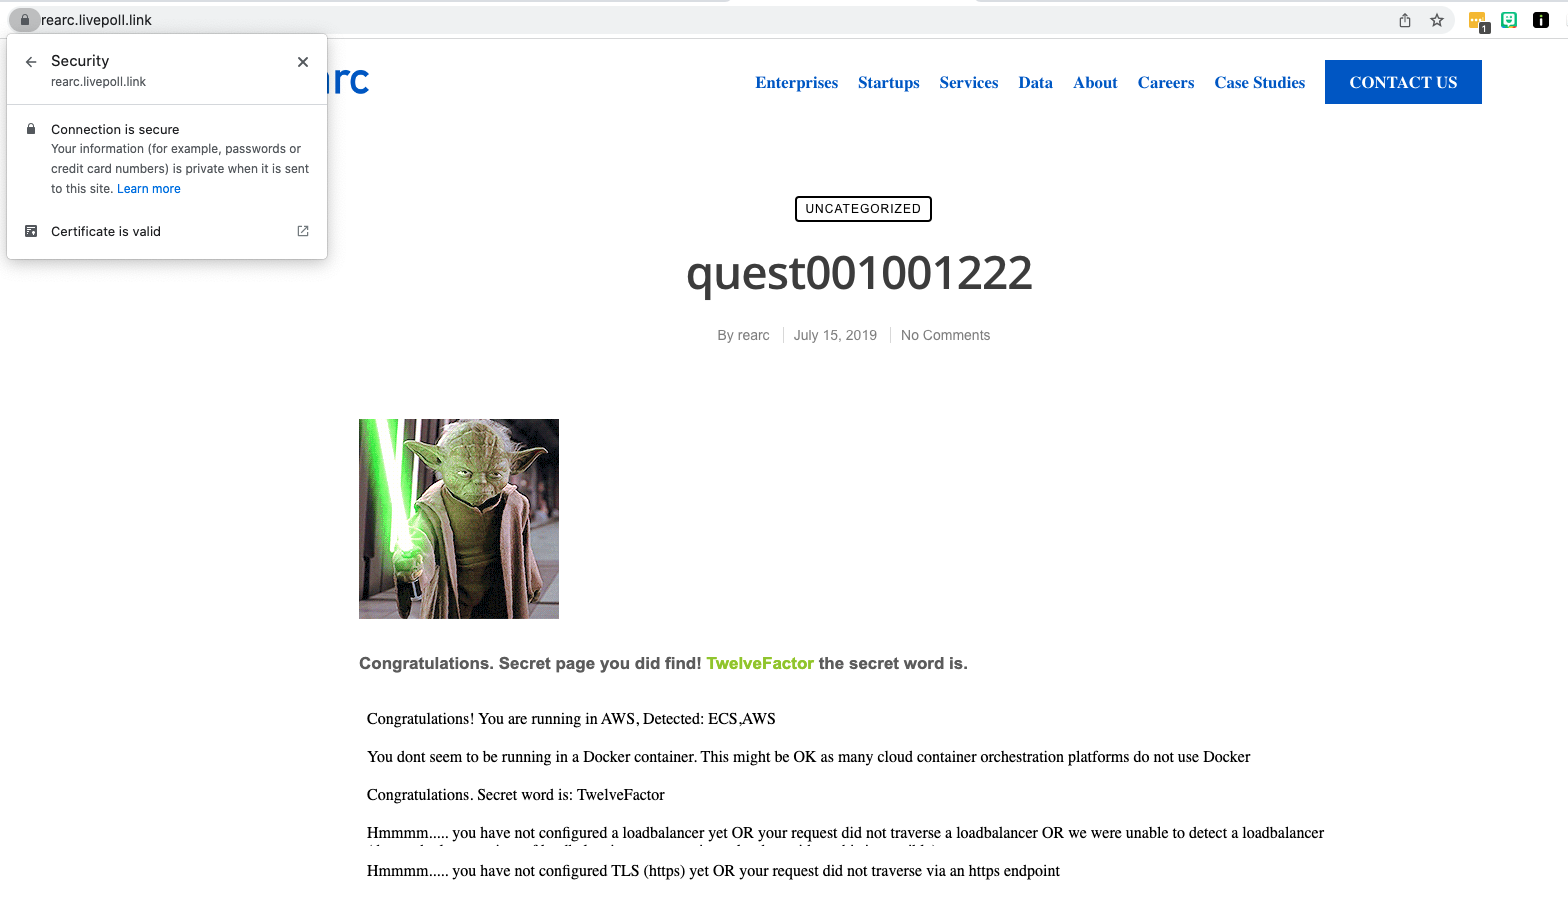 rearc.livepoll.link
1
Security
rearc.livepoll.link
Connection is secure
Your information (for example, passwords or
credit card numbers) is private when it is sent
to this site. Learn more
Certificate is valid
Enterprises Startups Services Data About Careers Case Studies CONTACT US
UNCATEGORIZED
quest001001222
By rearc July 15, 2019 No Comments
Congratulations. Secret page you did find! TwelveFactor the secret word is.
Congratulations! You are running in AWS, Detected: ECS,AWS
You dont seem to be running in a Docker container. This might be OK as many cloud container orchestration platforms do not use Docker
Congratulations. Secret word is: TwelveFactor
Hmmmm..... you have not configured a loadbalancer yet OR your request did not traverse a loadbalancer OR we were unable to detect a loadbalancer
Hmmmm..... you have not configured TLS (https) yet OR your request did not traverse via an https endpoint